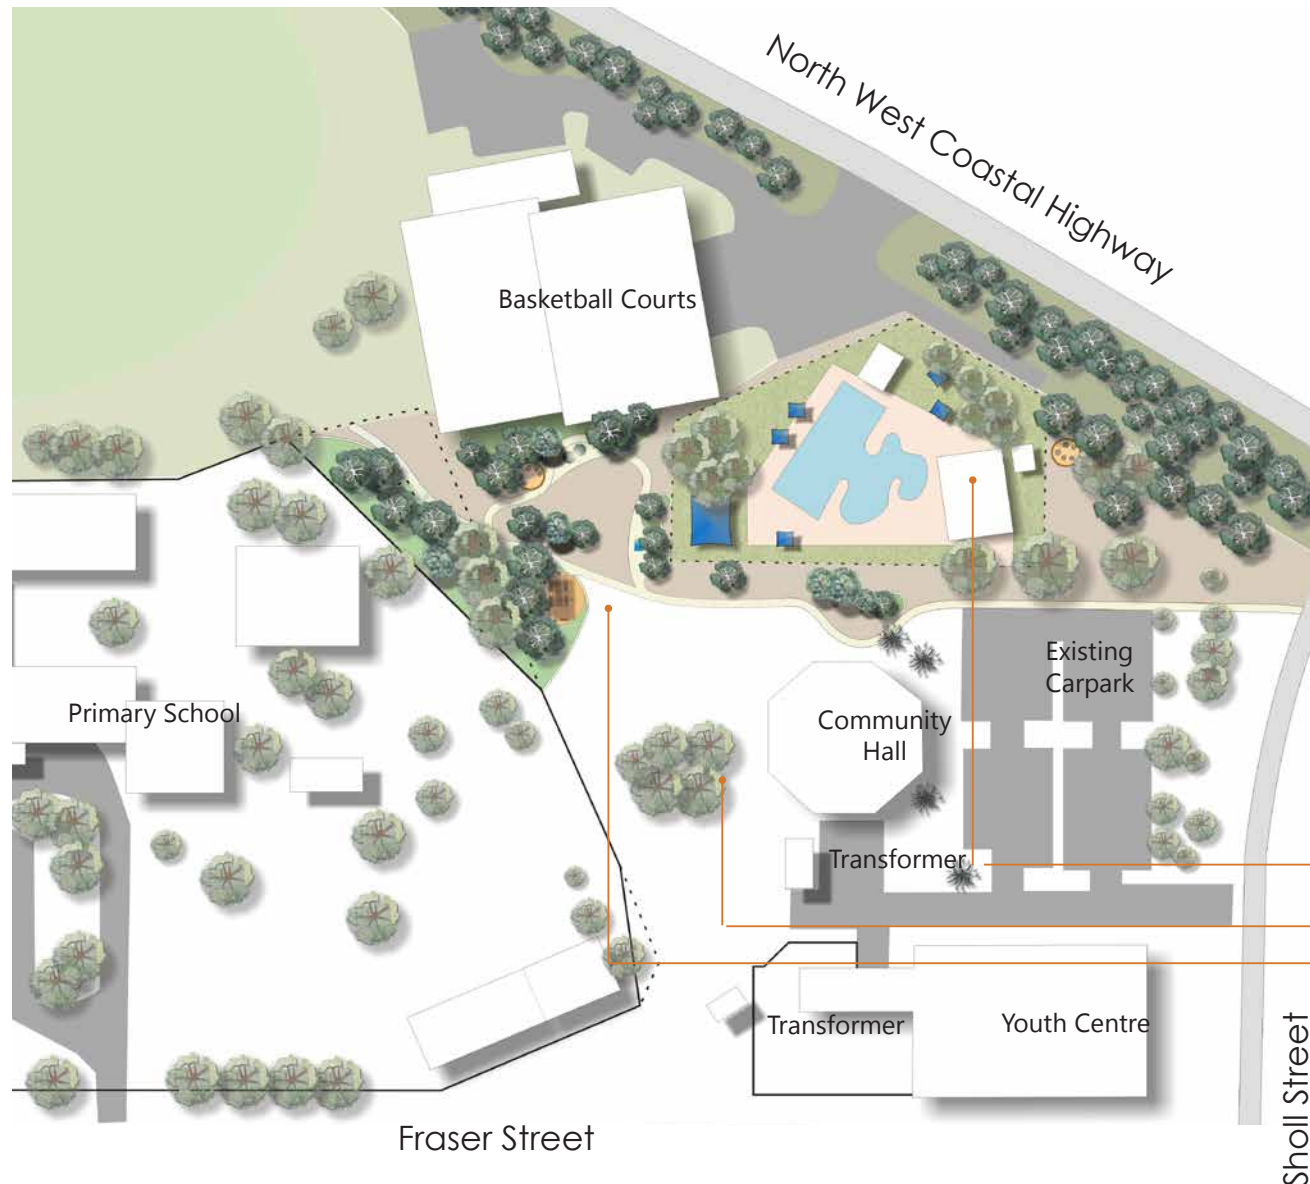 North West Coastal Highway
Basketball Courts
Existing
Carpark
Primary School
Community
Hall
Transformer
Transformer
Youth Centre
Fraser Street
Sholl Street